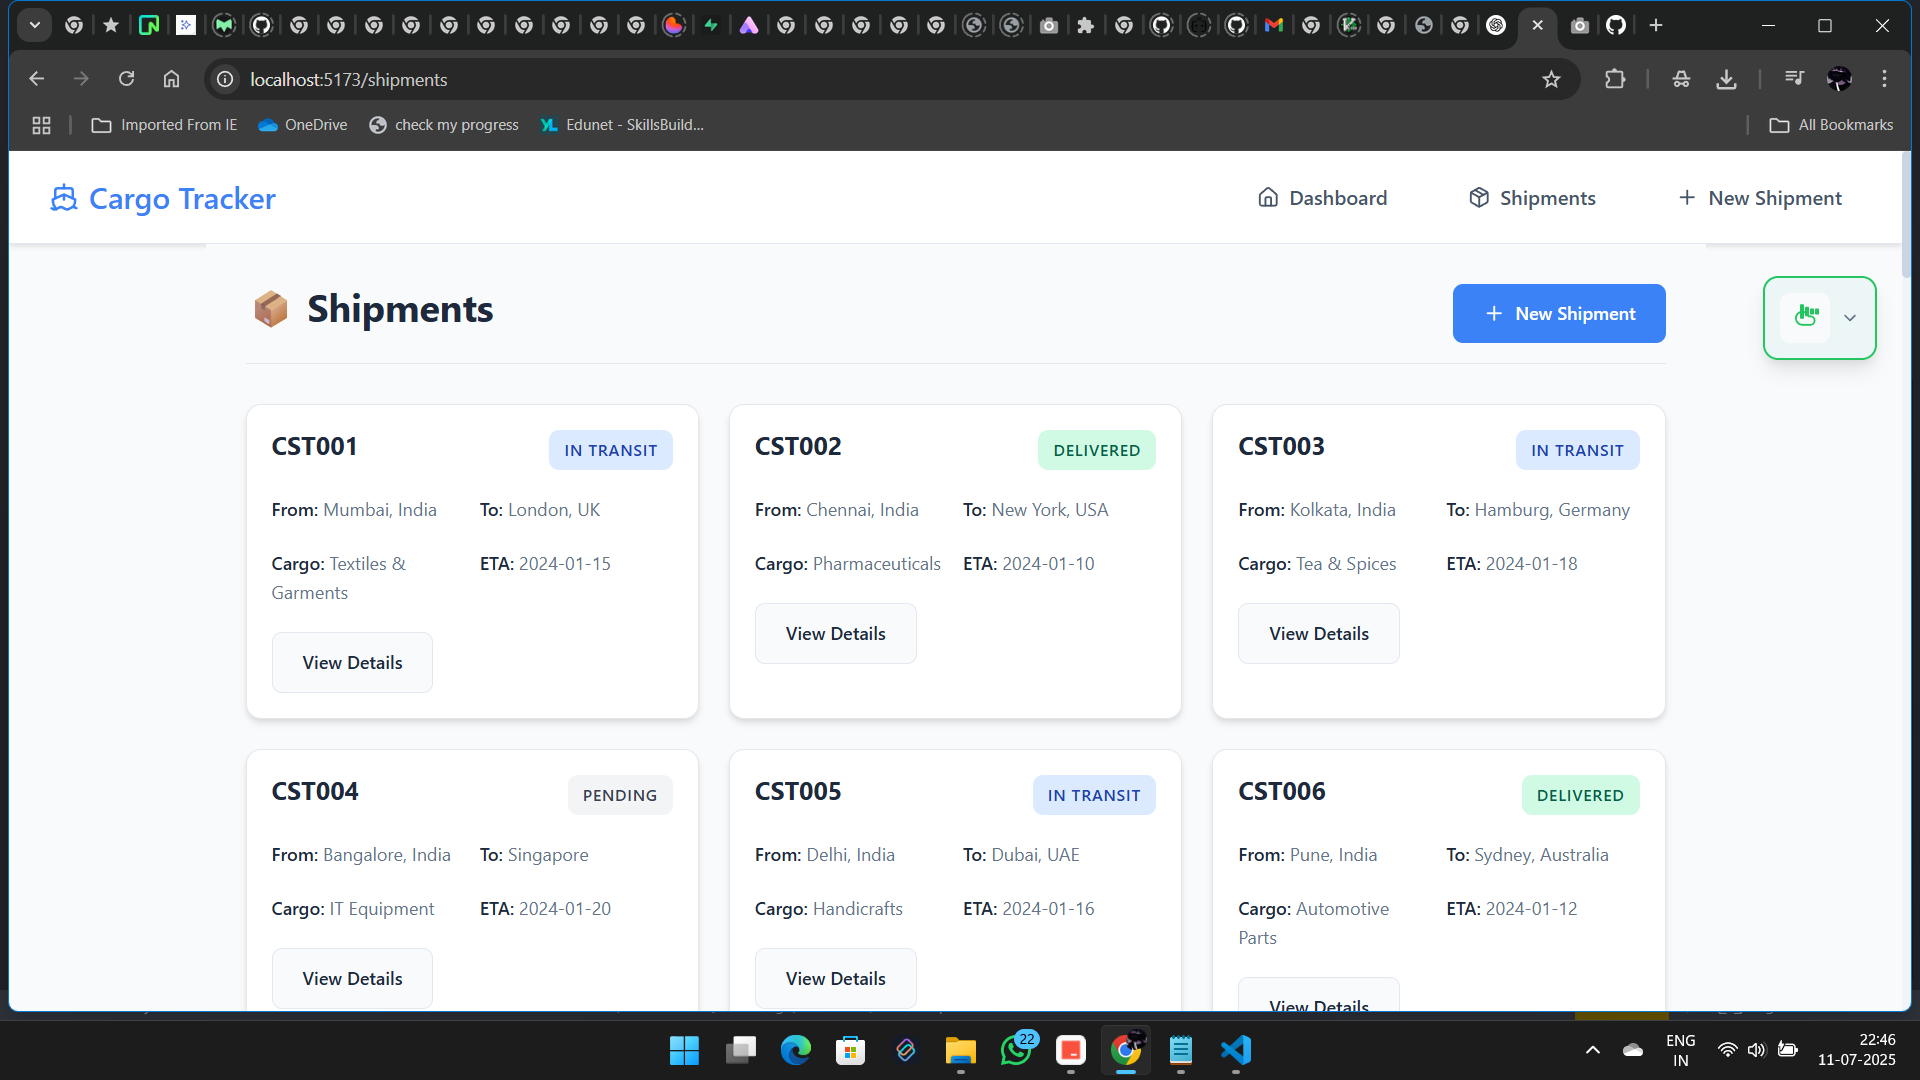 localhost:5173/shipments
Imported From IE
OneDrive
check my progress
Edunet - SkillsBuild...
All Bookmarks
Cargo Tracker
Dashboard
Shipments
New Shipment
Shipments
New Shipment
CST001
IN TRANSIT
From: Mumbai, India
To: London, UK
Cargo: Textiles &
Garments
ETA: 2024-01-15
View Details
CST002
DELIVERED
From: Chennai, India
To: New York, USA
Cargo: Pharmaceuticals
ETA: 2024-01-10
View Details
CST003
IN TRANSIT
From: Kolkata, India
To: Hamburg, Germany
Cargo: Tea & Spices
ETA: 2024-01-18
View Details
CST004
PENDING
From: Bangalore, India
To: Singapore
Cargo: IT Equipment
ETA: 2024-01-20
View Details
CST005
IN TRANSIT
From: Delhi, India
To: Dubai, UAE
Cargo: Handicrafts
ETA: 2024-01-16
View Details
CST006
DELIVERED
From: Pune, India
To: Sydney, Australia
Cargo: Automotive
Parts
ETA: 2024-01-12
View Details
22
ENG
IN
22:46
11-07-2025